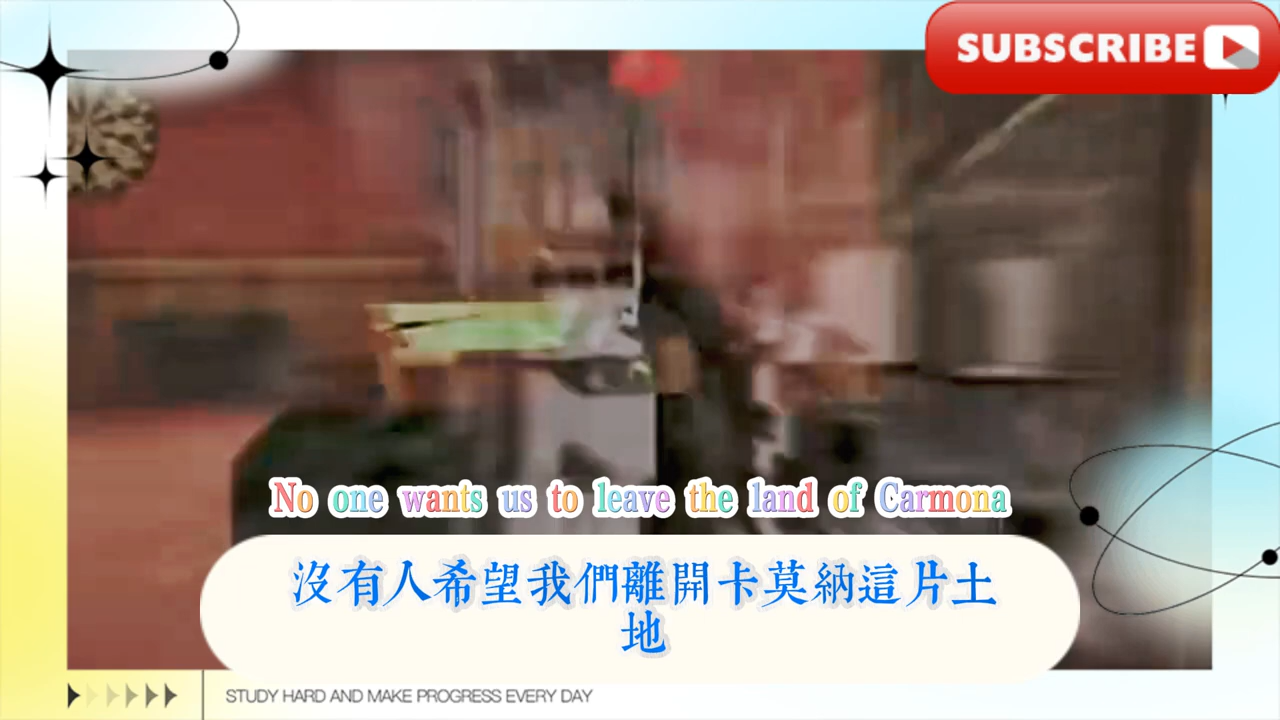 SUBSCRIBE
No one wants us to leave the land of Carmona
沒有人希望我們離開卡莫納這片土
地
STUDY HARD AND MAKE PROGRESS EVERY DAY